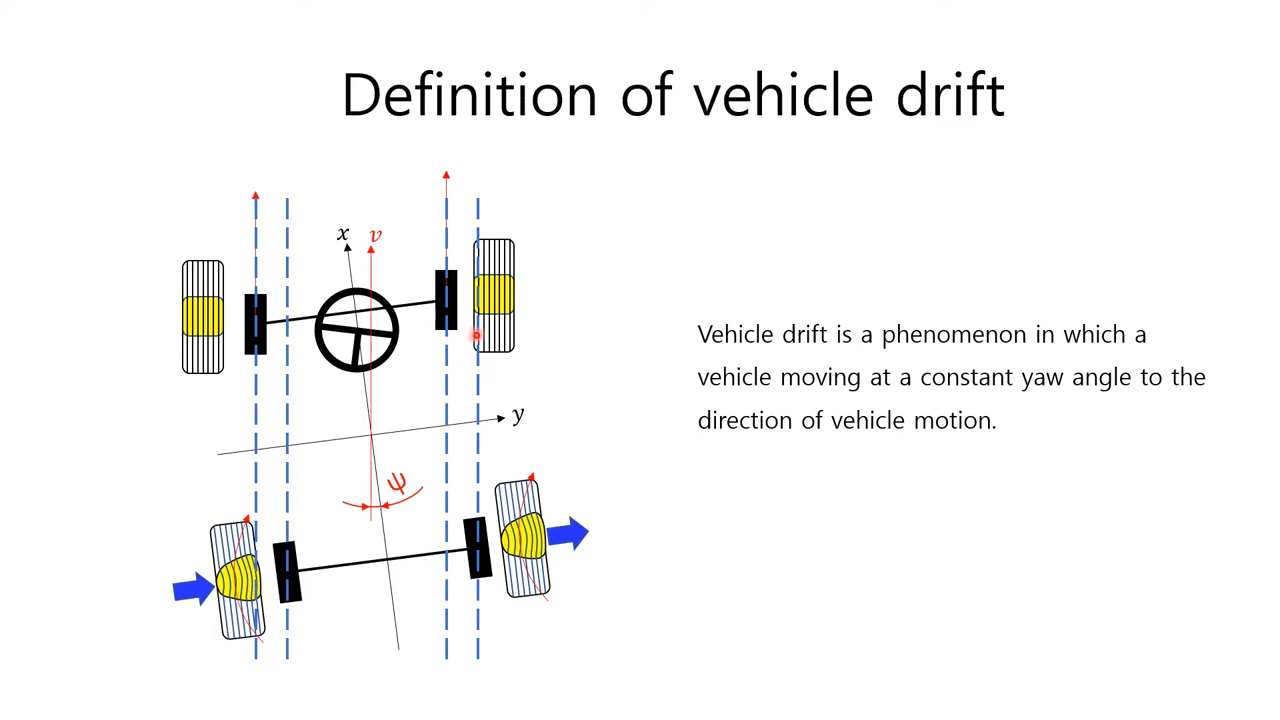 Definition of vehicle drift
x
v
y
ψ
Vehicle drift is a phenomenon in which a
vehicle moving at a constant yaw angle to the
direction of vehicle motion.